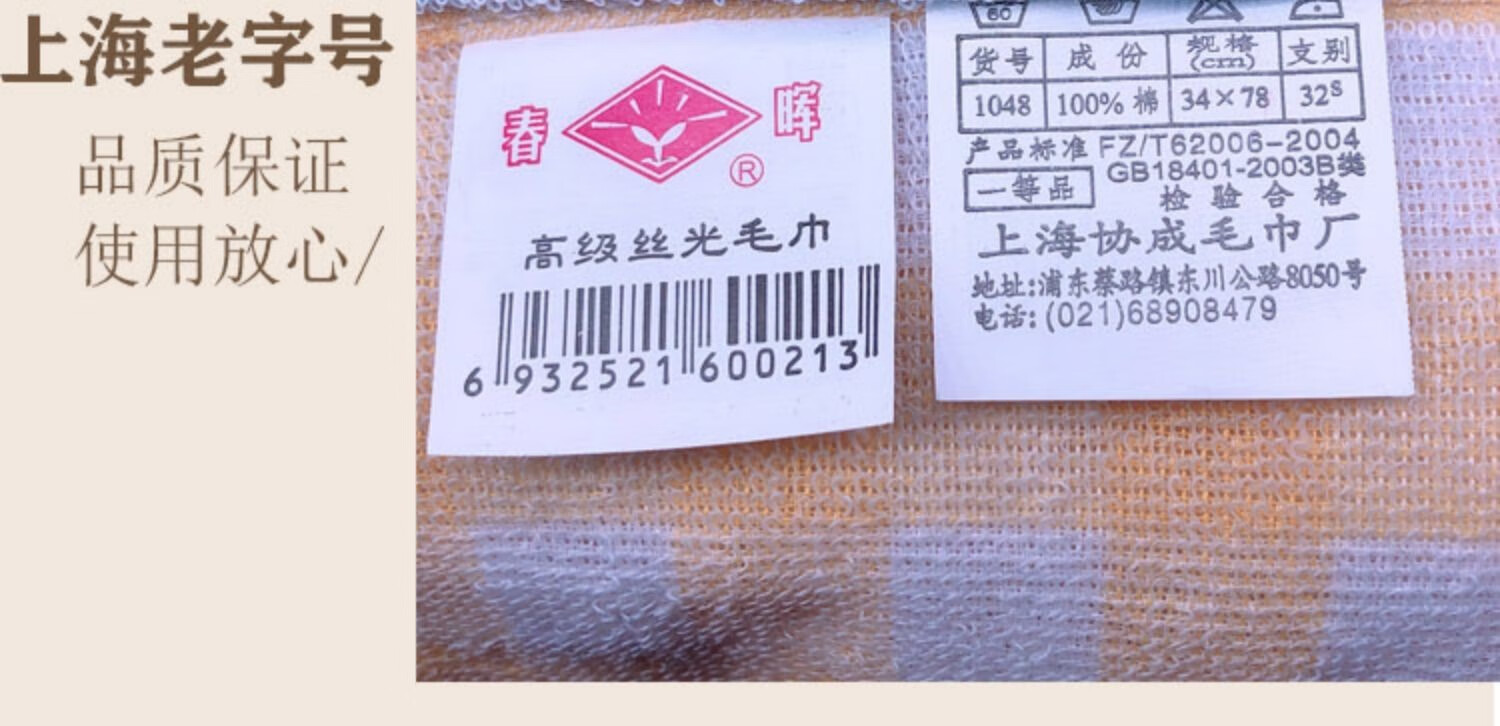 上海老字号
品质保证
使用放心/
春 晖
®
高级丝光毛巾
6 932521 600213
60
货号 成份 规格(cm) 支别
1048 100% 棉 34×78 32S
产品标准 FZ/T62006-2004
GB18401-2003B类
一等品 检验合格
上海协成毛巾厂
地址:浦东蔡路镇东川公路8050号
电话:(021)68908479